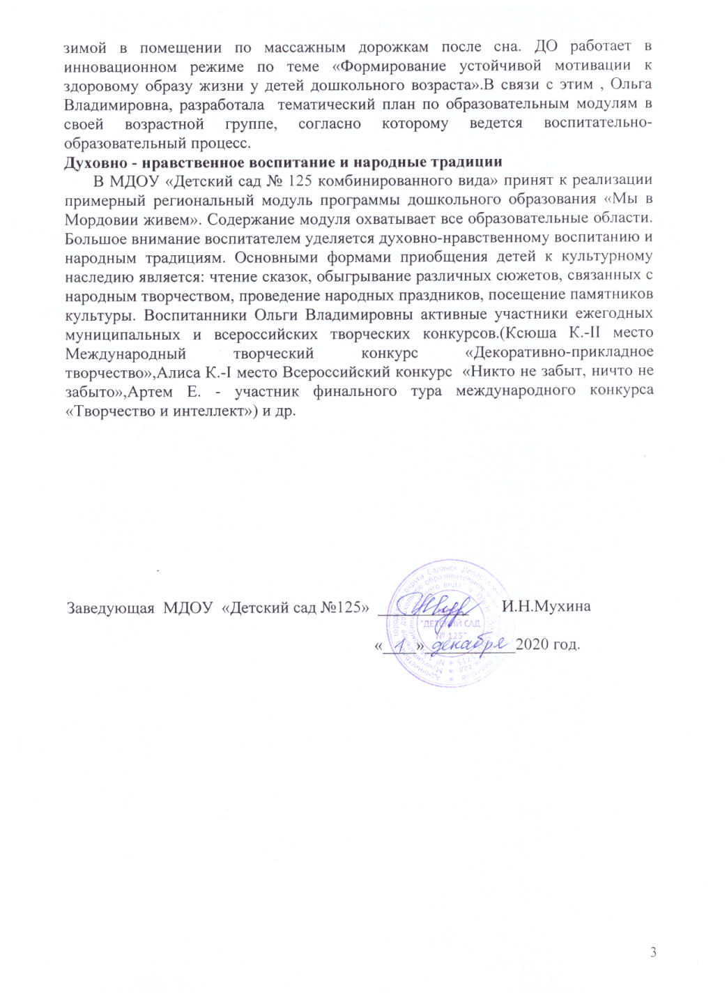 зимой в помещении по массажным дорожкам после сна. ДО работает в
инновационном режиме по теме «Формирование устойчивой мотивации к
здоровому образу жизни у детей дошкольного возраста».В связи с этим , Ольга
Владимировна, разработала тематический план по образовательным модулям в
своей возрастной группе, согласно которому ведется воспитательно-
образовательный процесс.
Духовно - нравственное воспитание и народные традиции
В МДОУ «Детский сад № 125 комбинированного вида» принят к реализации
примерный региональный модуль программы дошкольного образования «Мы в
Мордовии живем». Содержание модуля охватывает все образовательные области.
Большое внимание воспитателем уделяется духовно-нравственному воспитанию и
народным традициям. Основными формами приобщения детей к культурному
наследию является: чтение сказок, обыгрывание различных сюжетов, связанных с
народным творчеством, проведение народных праздников, посещение памятников
культуры. Воспитанники Ольги Владимировны активные участники ежегодных
муниципальных и всероссийских творческих конкурсов.(Ксюша К.-II место
Международный творческий конкурс «Декоративно-прикладное
творчество»,Алиса К.-I место Всероссийский конкурс «Никто не забыт, ничто не
забыто»,Артем Е. - участник финального тура международного конкурса
«Творчество и интеллект») и др.
Заведующая МДОУ «Детский сад №125» И.Н.Мухина
"ДЕТСКИЙ САД
№ 125"
«1» декабря 2020 год.
3